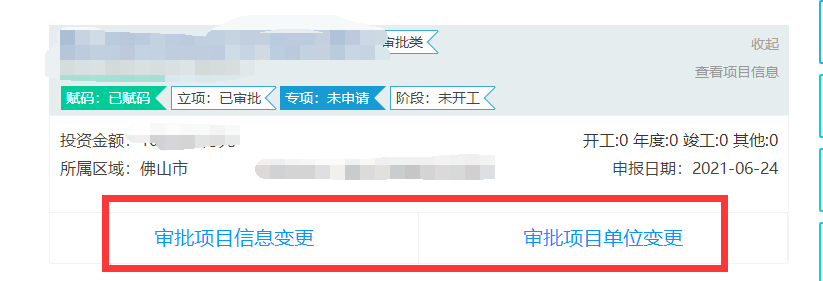 审批类
收起
查看项目信息
赋码：已赋码 立项：已审批 专项：未申请 阶段：未开工
投资金额： 开工:0 年度:0 竣工:0 其他:0
所属区域：佛山市 申报日期：2021-06-24
审批项目信息变更 审批项目单位变更